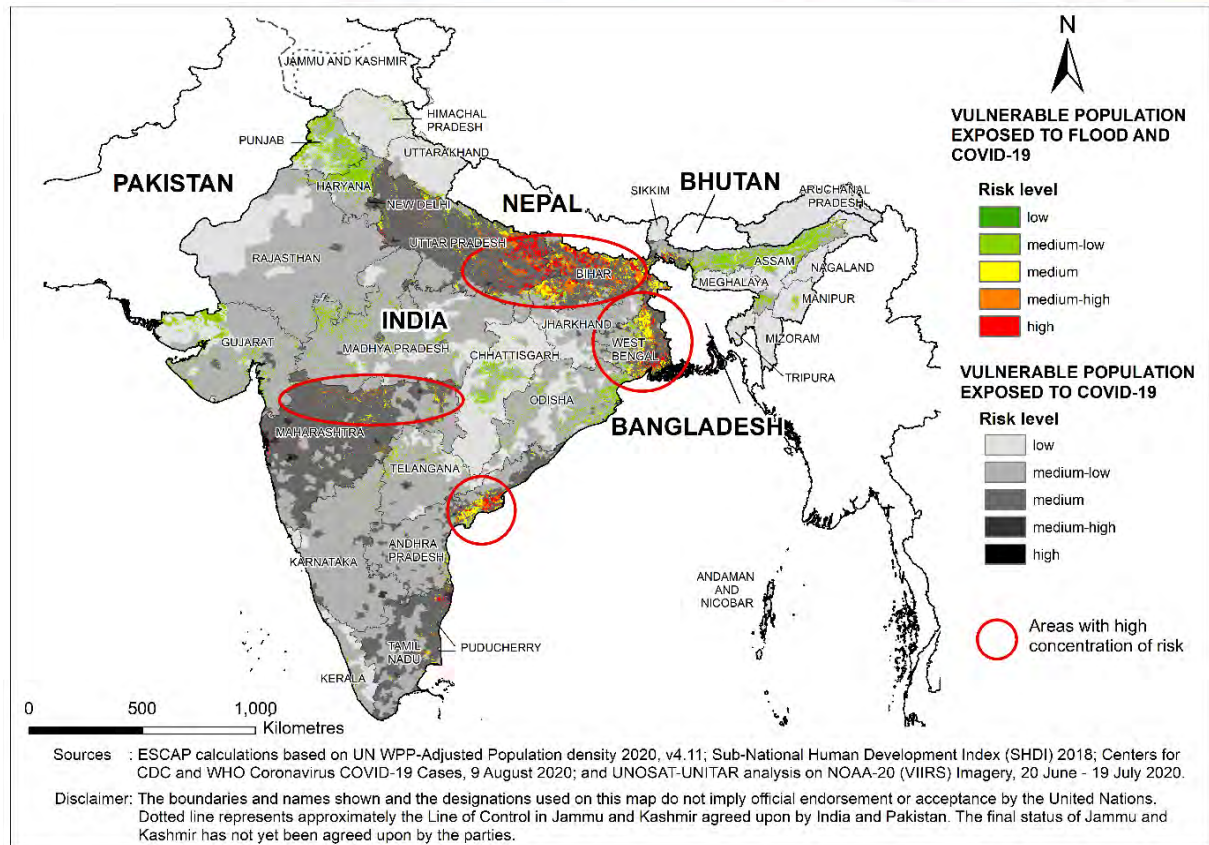 N
JAMMU AND KASHMIR
HIMACHAL
PRADESH
PUNJAB
UTTARAKHAND
PAKISTAN
HARYANA
NEW DELHI
NEPAL
SIKKIM
BHUTAN
ARUCHANAL
PRADESH
RAJASTHAN
UTTAR PRADESH
BIHAR
ASSAM
NAGALAND
MEGHALAYA
MANIPUR
INDIA
JHARKHAND
GUJARAT
MADHYA PRADESH
CHHATTISGARH
WEST
BENGAL
MIZORAM
TRIPURA
ODISHA
BANGLADESH
MAHARASHTRA
TELANGANA
ANDHRA
PRADESH
KARNATAKA
ANDAMAN
AND
NICOBAR
TAMIL
NADU
PUDUCHERRY
KERALA
VULNERABLE POPULATION
EXPOSED TO FLOOD AND
COVID-19
Risk level
low
medium-low
medium
medium-high
high
VULNERABLE POPULATION
EXPOSED TO COVID-19
Risk level
low
medium-low
medium
medium-high
high
Areas with high
concentration of risk
0 500 1,000
Kilometres
Sources : ESCAP calculations based on UN WPP-Adjusted Population density 2020, v4.11; Sub-National Human Development Index (SHDI) 2018; Centers for
CDC and WHO Coronavirus COVID-19 Cases, 9 August 2020; and UNOSAT-UNITAR analysis on NOAA-20 (VIIRS) Imagery, 20 June - 19 July 2020.
Disclaimer: The boundaries and names shown and the designations used on this map do not imply official endorsement or acceptance by the United Nations.
Dotted line represents approximately the Line of Control in Jammu and Kashmir agreed upon by India and Pakistan. The final status of Jammu and
Kashmir has not yet been agreed upon by the parties.